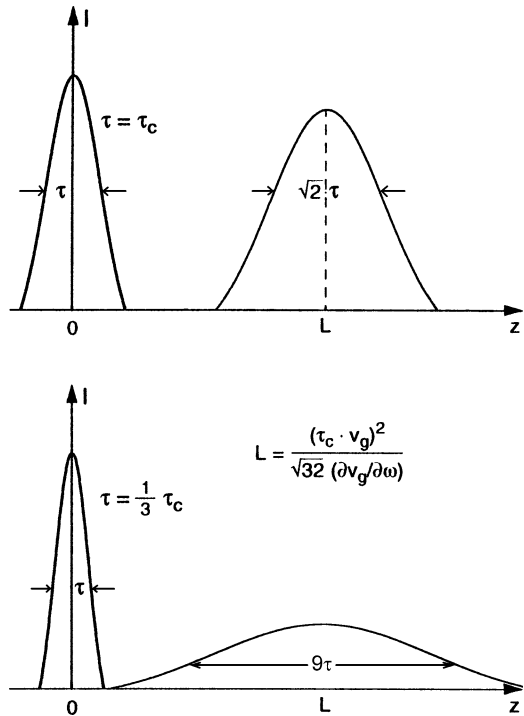 I
τ = τc
τ
√2 τ
0
L
z
I
L = (τc · vg)² / √32 (∂vg/∂ω)
τ = 1/3 τc
τ
9τ
0
L
z